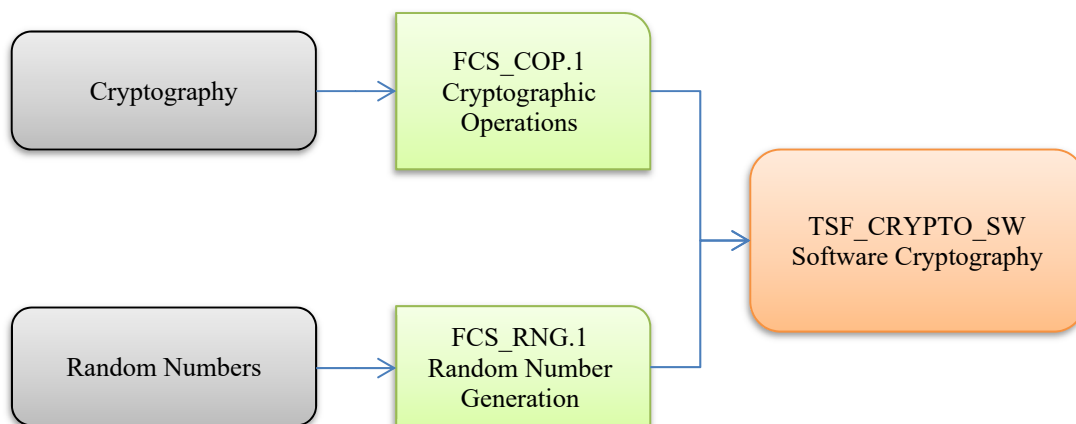 Cryptography
FCS_COP.1
Cryptographic
Operations
TSF_CRYPTO_SW
Software Cryptography
Random Numbers
FCS_RNG.1
Random Number
Generation